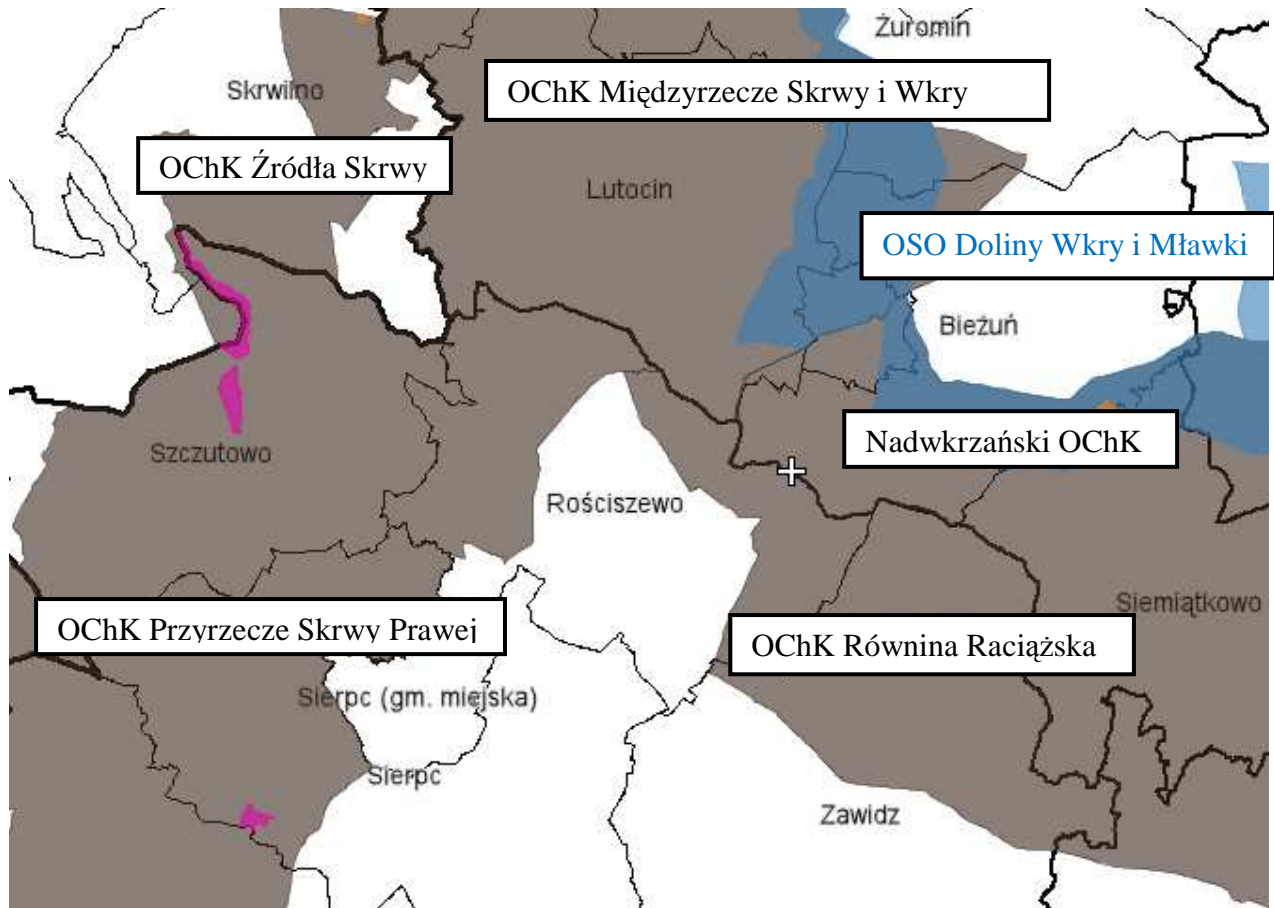 Żuromin
Skrwilno
OChK Międzyrzecze Skrwy i Wkry
OChK Źródła Skrwy
Lutocin
OSO Doliny Wkry i Mławki
Bieżuń
Szczutowo
Nadwkrzański OChK
Rościszewo
Siemiątkowo
OChK Przyrzecze Skrwy Prawej
OChK Równina Raciążska
Sierpc (gm. miejska)
Sierpc
Zawidz